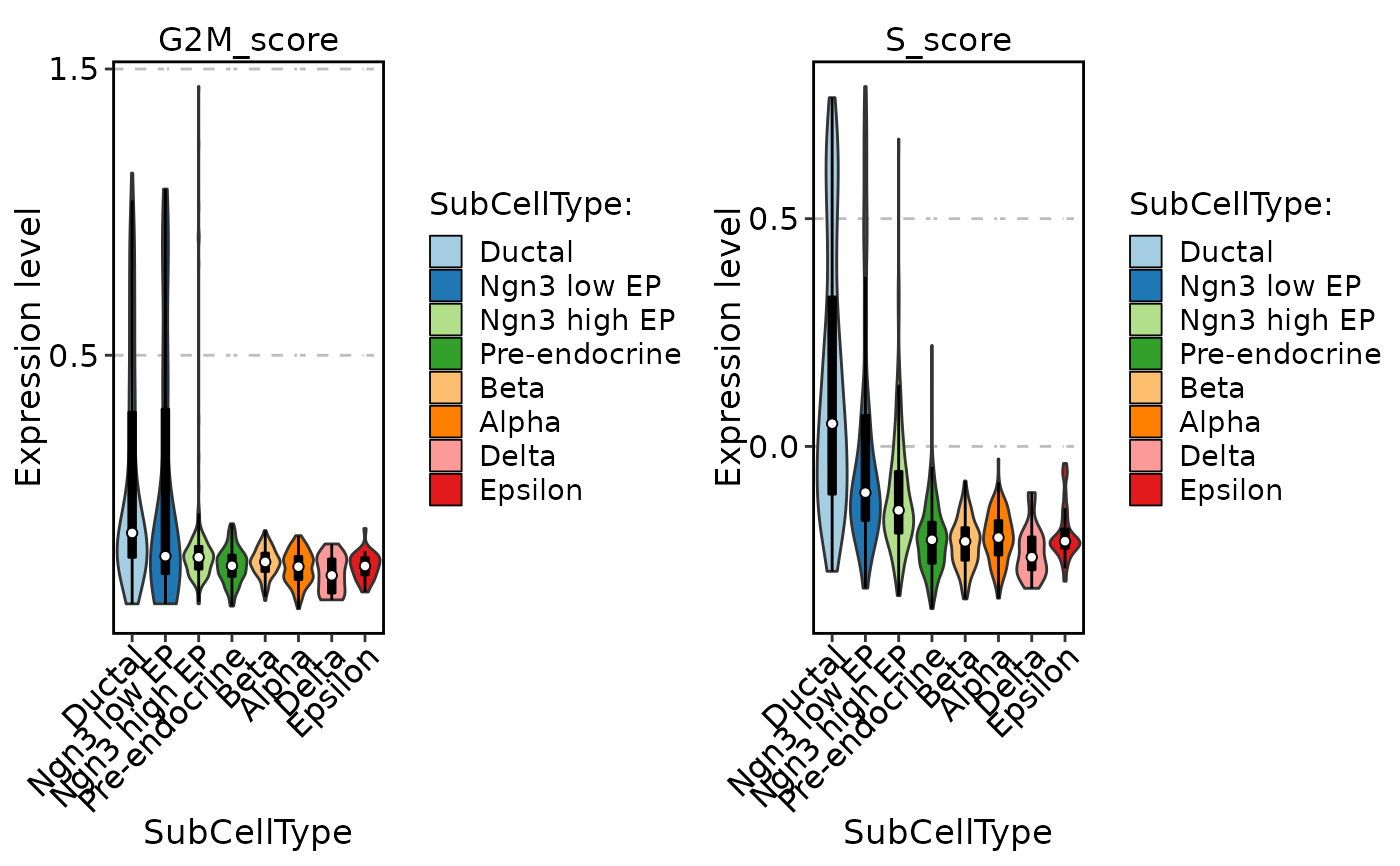 G2M_score
1.5
0.5
Expression level
Ductal
Ngn3 low EP
Ngn3 high EP
Pre-endocrine
Beta
Alpha
Delta
Epsilon
SubCellType
SubCellType:
Ductal
Ngn3 low EP
Ngn3 high EP
Pre-endocrine
Beta
Alpha
Delta
Epsilon
S_score
0.5
0.0
Expression level
Ductal
Ngn3 low EP
Ngn3 high EP
Pre-endocrine
Beta
Alpha
Delta
Epsilon
SubCellType
SubCellType:
Ductal
Ngn3 low EP
Ngn3 high EP
Pre-endocrine
Beta
Alpha
Delta
Epsilon